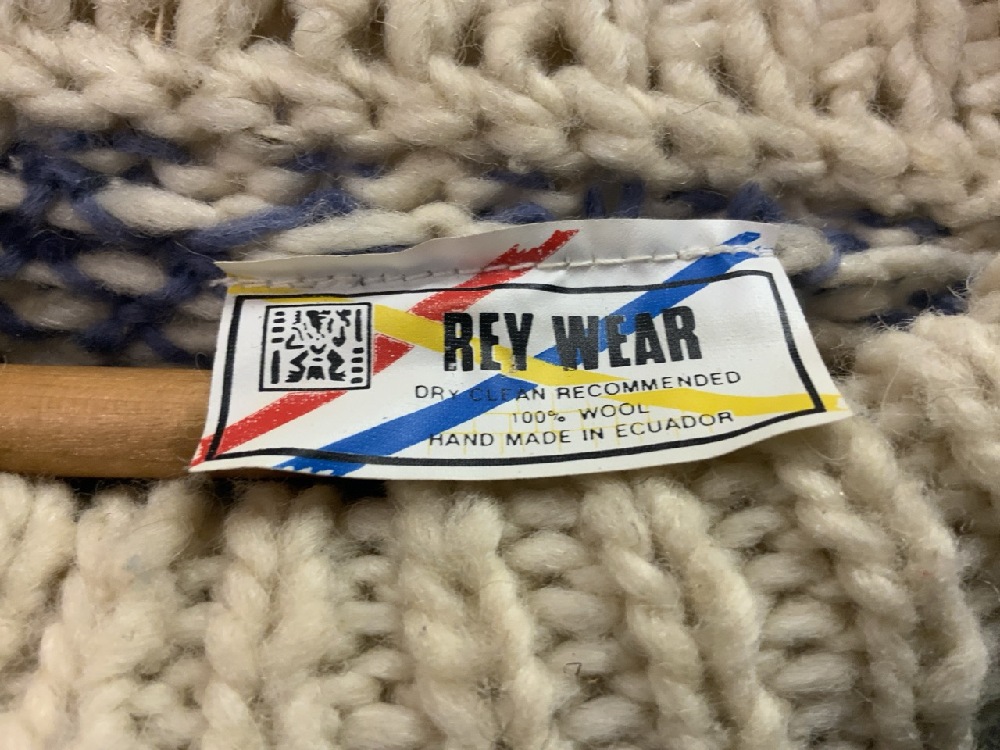 REY WEAR
DRY CLEAN RECOMMENDED
100% WOOL
HAND MADE IN ECUADOR